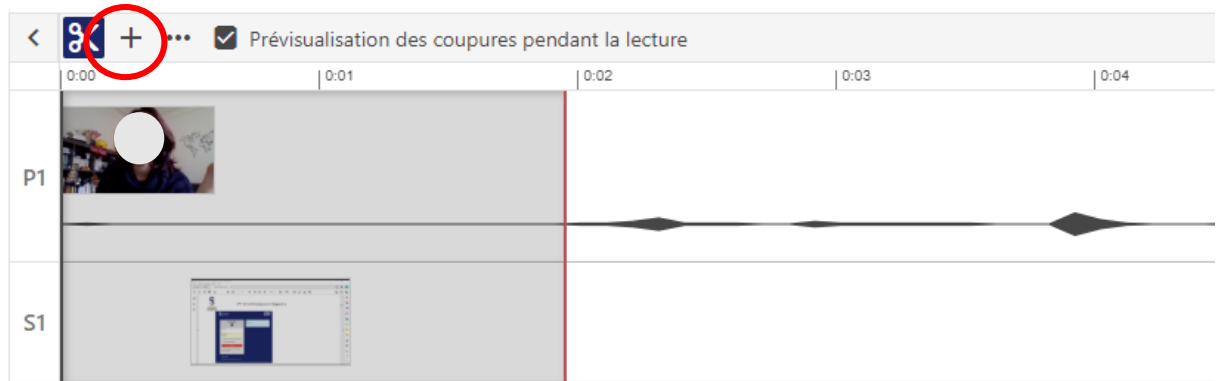 Prévisualisation des coupures pendant la lecture
0:00 0:01 0:02 0:03 0:04
P1
S1